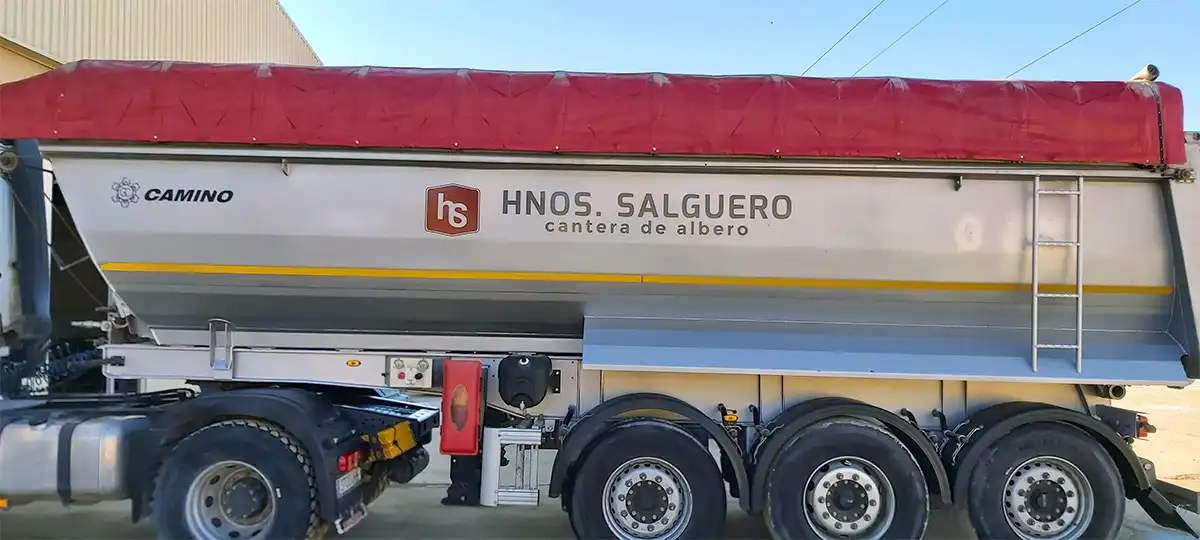 CAMINO
hs
HNOS. SALGUERO
cantera de albero